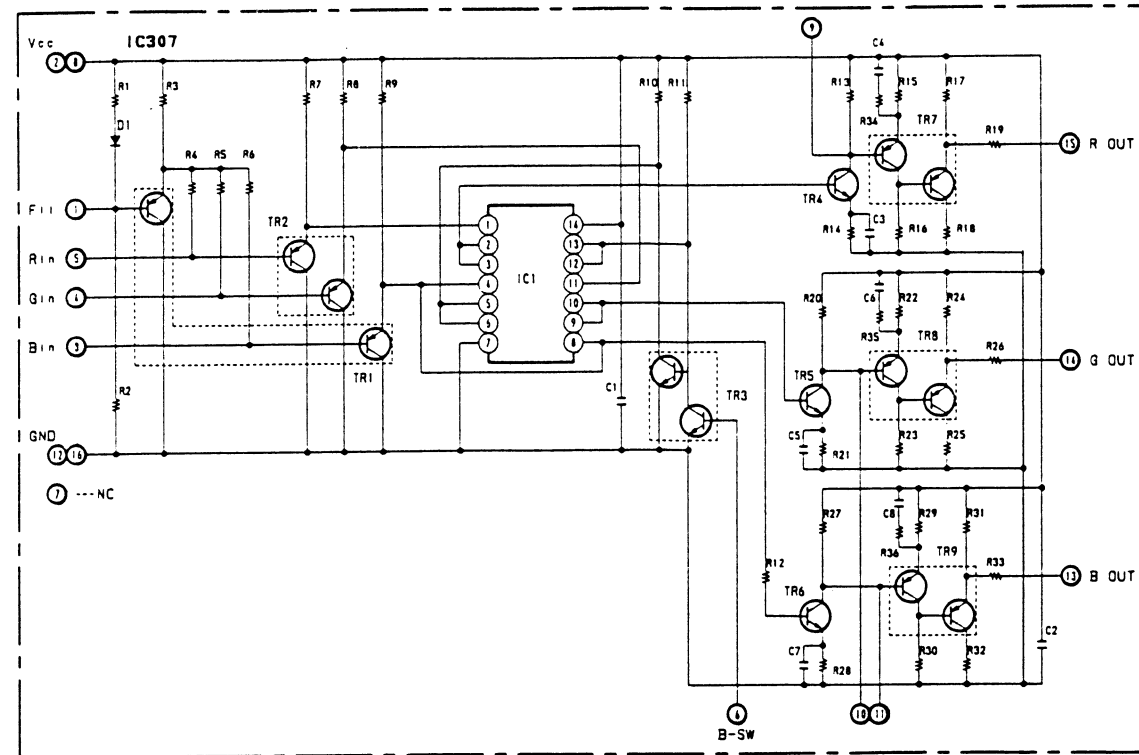 Vcc IC307
2 8
9
R1 R3 R7 R8 R9 R10 R11 R13 C4 R15 R17
D1
R34 TR7 R19
R4 R5 R6
15 R OUT
1
TR4
C3
R14 R16 R18
TR2
Rin 5
Gin 4
Bin 3
TR1
IC1
1 14
2 13
3 12
4 11
5 10
6 9
7 8
R20 C6 R22 R24
R35 TR8 R26
14 G OUT
TR5
TR3
R2
C1
C5 R21 R23 R25
GND
12 16
7 ---NC
R27 C8 R29 R31
R36 TR9 R33
13 B OUT
R12
TR6
C2
C7 R28 R30 R32
6 10 11
B-SW